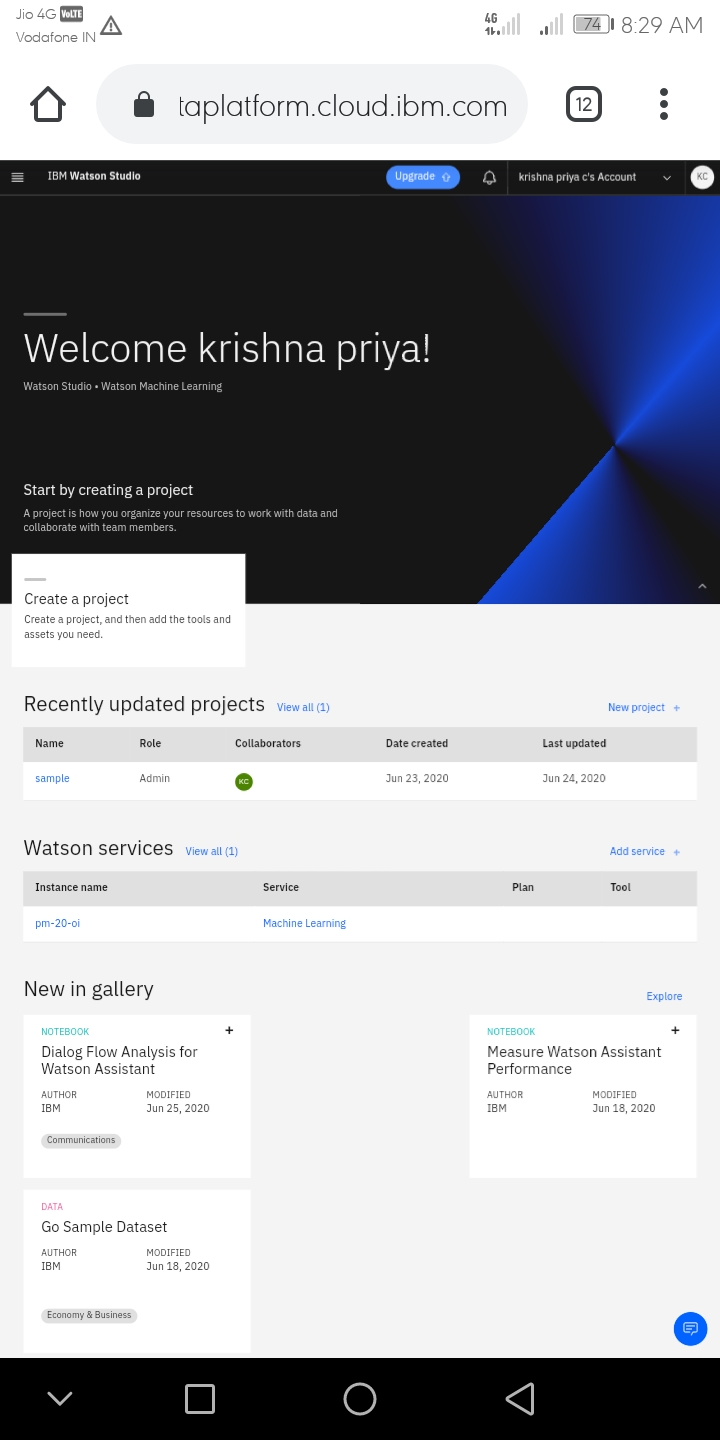 Jio 4G VoLTE
Vodafone IN
4G
74
8:29 AM
taplatform.cloud.ibm.com
12
IBM Watson Studio
Upgrade
krishna priya c's Account
KC
Welcome krishna priya!
Watson Studio • Watson Machine Learning
Start by creating a project
A project is how you organize your resources to work with data and
collaborate with team members.
Create a project
Create a project, and then add the tools and
assets you need.
Recently updated projects View all (1) New project +
Name Role Collaborators Date created Last updated
sample Admin KC Jun 23, 2020 Jun 24, 2020
Watson services View all (1) Add service +
Instance name Service Plan Tool
pm-20-oi Machine Learning
New in gallery Explore
NOTEBOOK +
Dialog Flow Analysis for
Watson Assistant
AUTHOR MODIFIED
IBM Jun 25, 2020
Communications
NOTEBOOK +
Measure Watson Assistant
Performance
AUTHOR MODIFIED
IBM Jun 18, 2020
DATA
Go Sample Dataset
AUTHOR MODIFIED
IBM Jun 18, 2020
Economy & Business